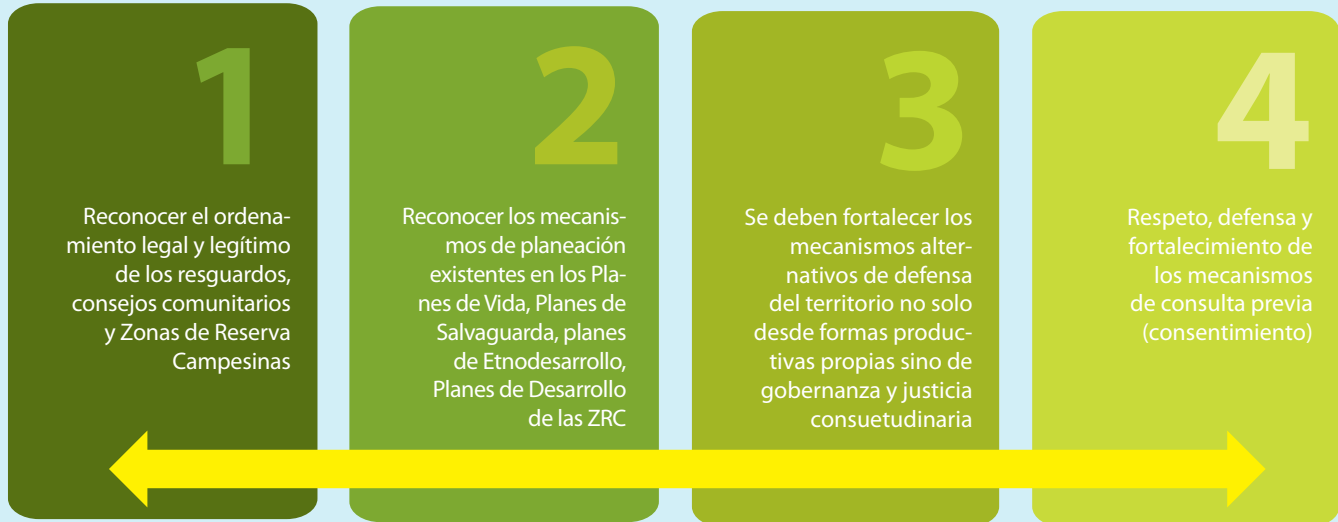 1
Reconocer el ordena-
miento legal y legítimo
de los resguardos,
consejos comunitarios
y Zonas de Reserva
Campesinas
2
Reconocer los mecanis-
mos de planeación
existentes en los Pla-
nes de Vida, Planes de
Salvaguarda, planes
de Etnodesarrollo,
Planes de Desarrollo
de las ZRC
3
Se deben fortalecer los
mecanismos alter-
nativos de defensa
del territorio no solo
desde formas produc-
tivas propias sino de
gobernanza y justicia
consuetudinaria
4
Respeto, defensa y
fortalecimiento de
los mecanismos
de consulta previa
(consentimiento)